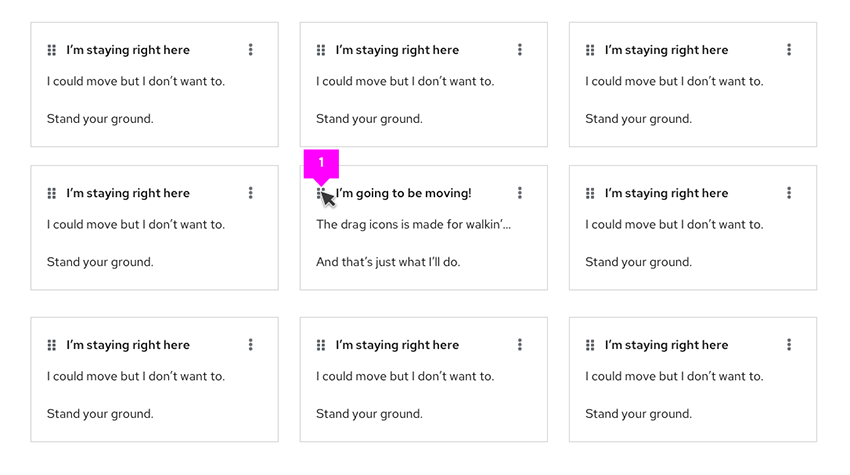 I’m staying right here
I could move but I don’t want to.
Stand your ground.
I’m staying right here
I could move but I don’t want to.
Stand your ground.
I’m staying right here
I could move but I don’t want to.
Stand your ground.
I’m staying right here
I could move but I don’t want to.
Stand your ground.
1
I’m going to be moving!
The drag icons is made for walkin’...
And that’s just what I’ll do.
I’m staying right here
I could move but I don’t want to.
Stand your ground.
I’m staying right here
I could move but I don’t want to.
Stand your ground.
I’m staying right here
I could move but I don’t want to.
Stand your ground.
I’m staying right here
I could move but I don’t want to.
Stand your ground.